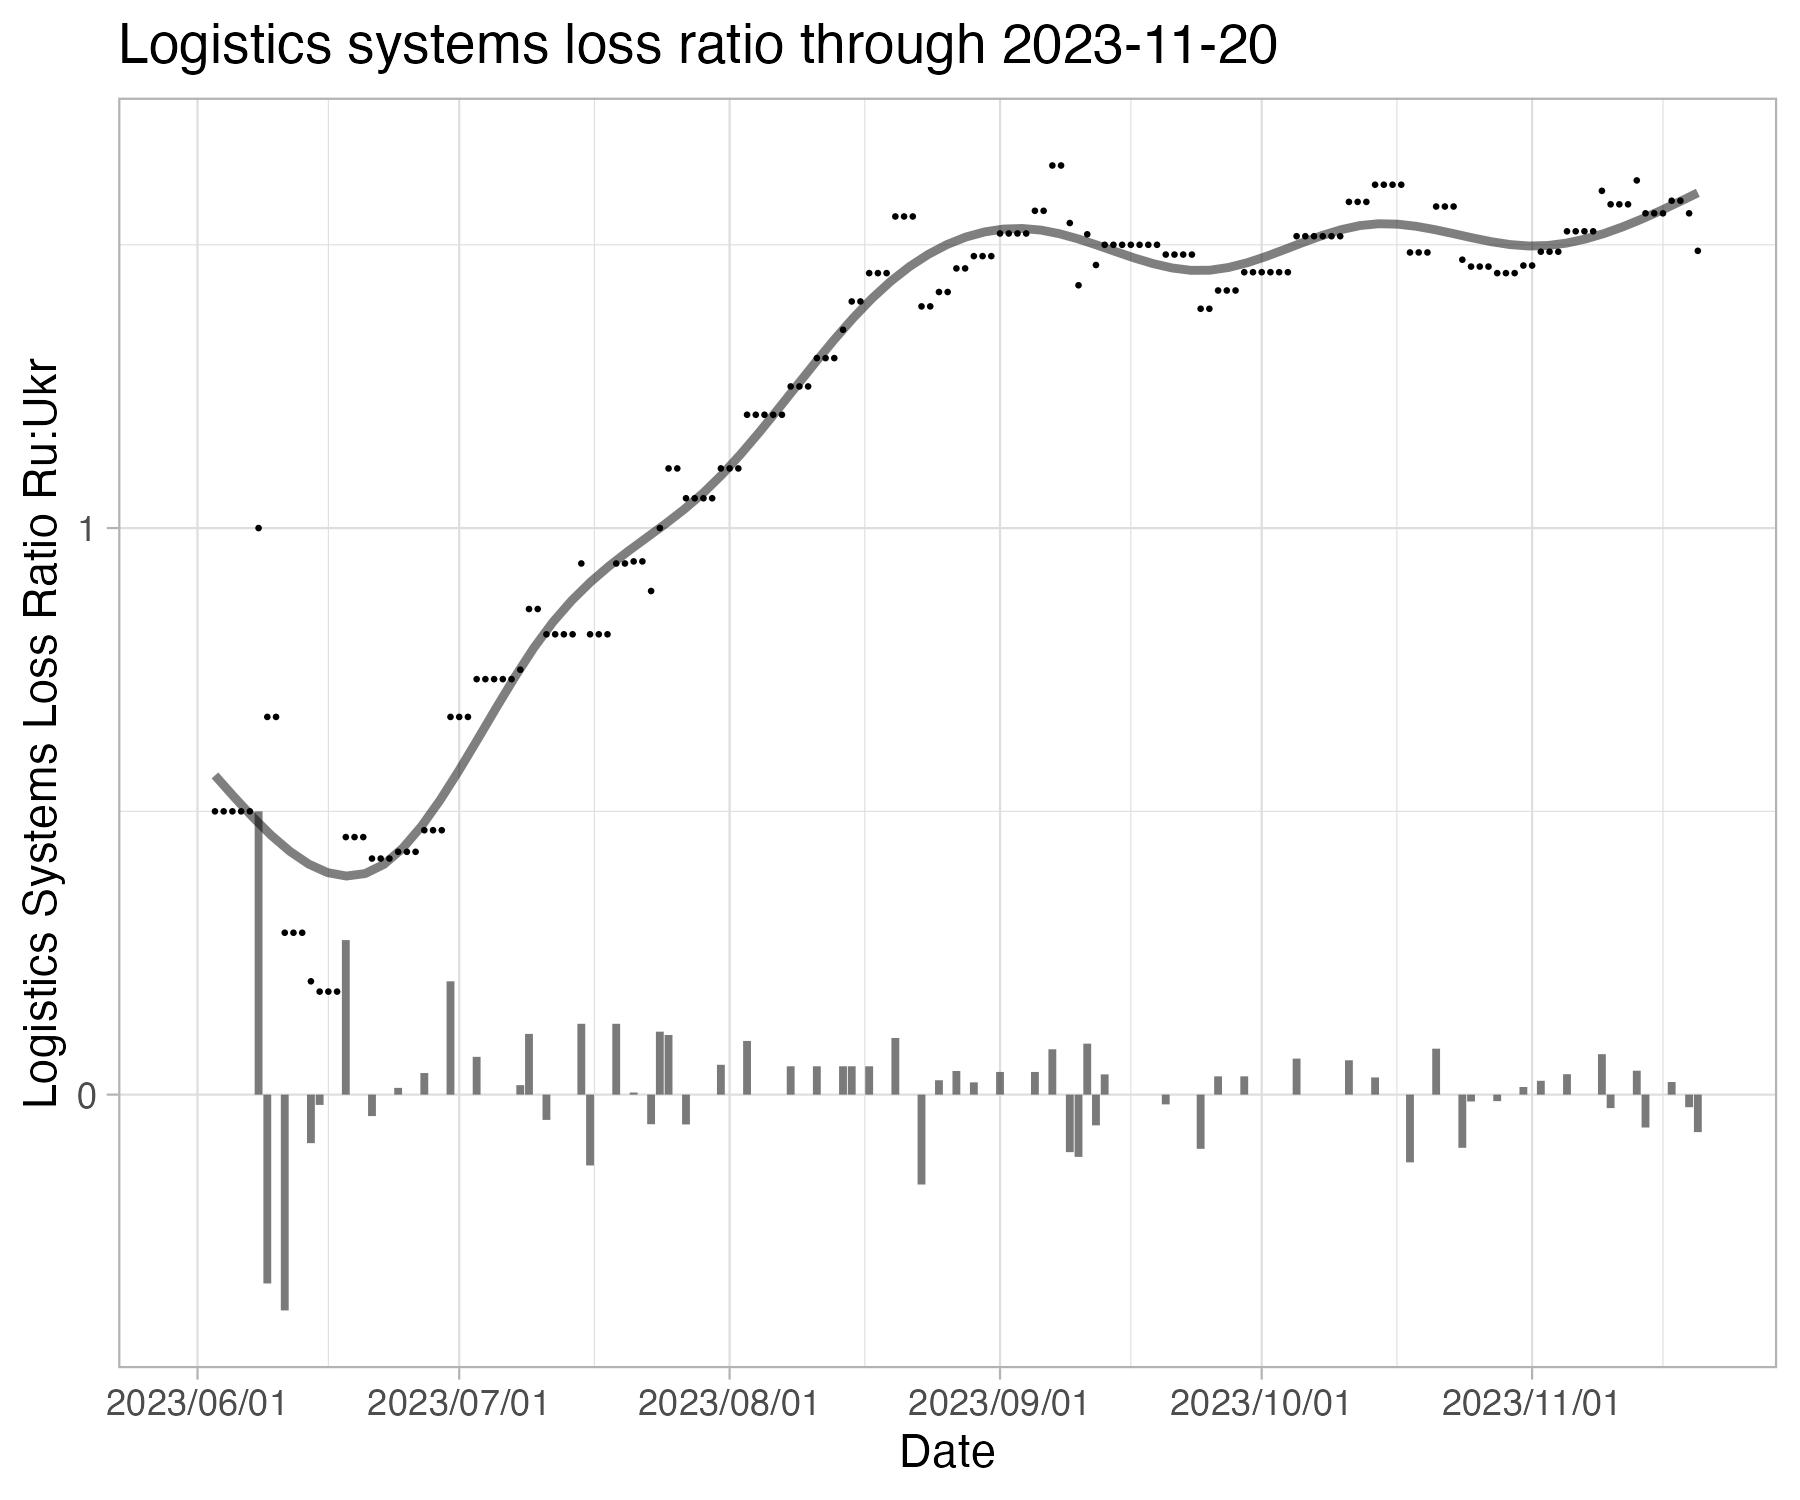 Logistics systems loss ratio through 2023-11-20
Logistics Systems Loss Ratio Ru:Ukr
1
0
2023/06/01 2023/07/01 2023/08/01 2023/09/01 2023/10/01 2023/11/01
Date